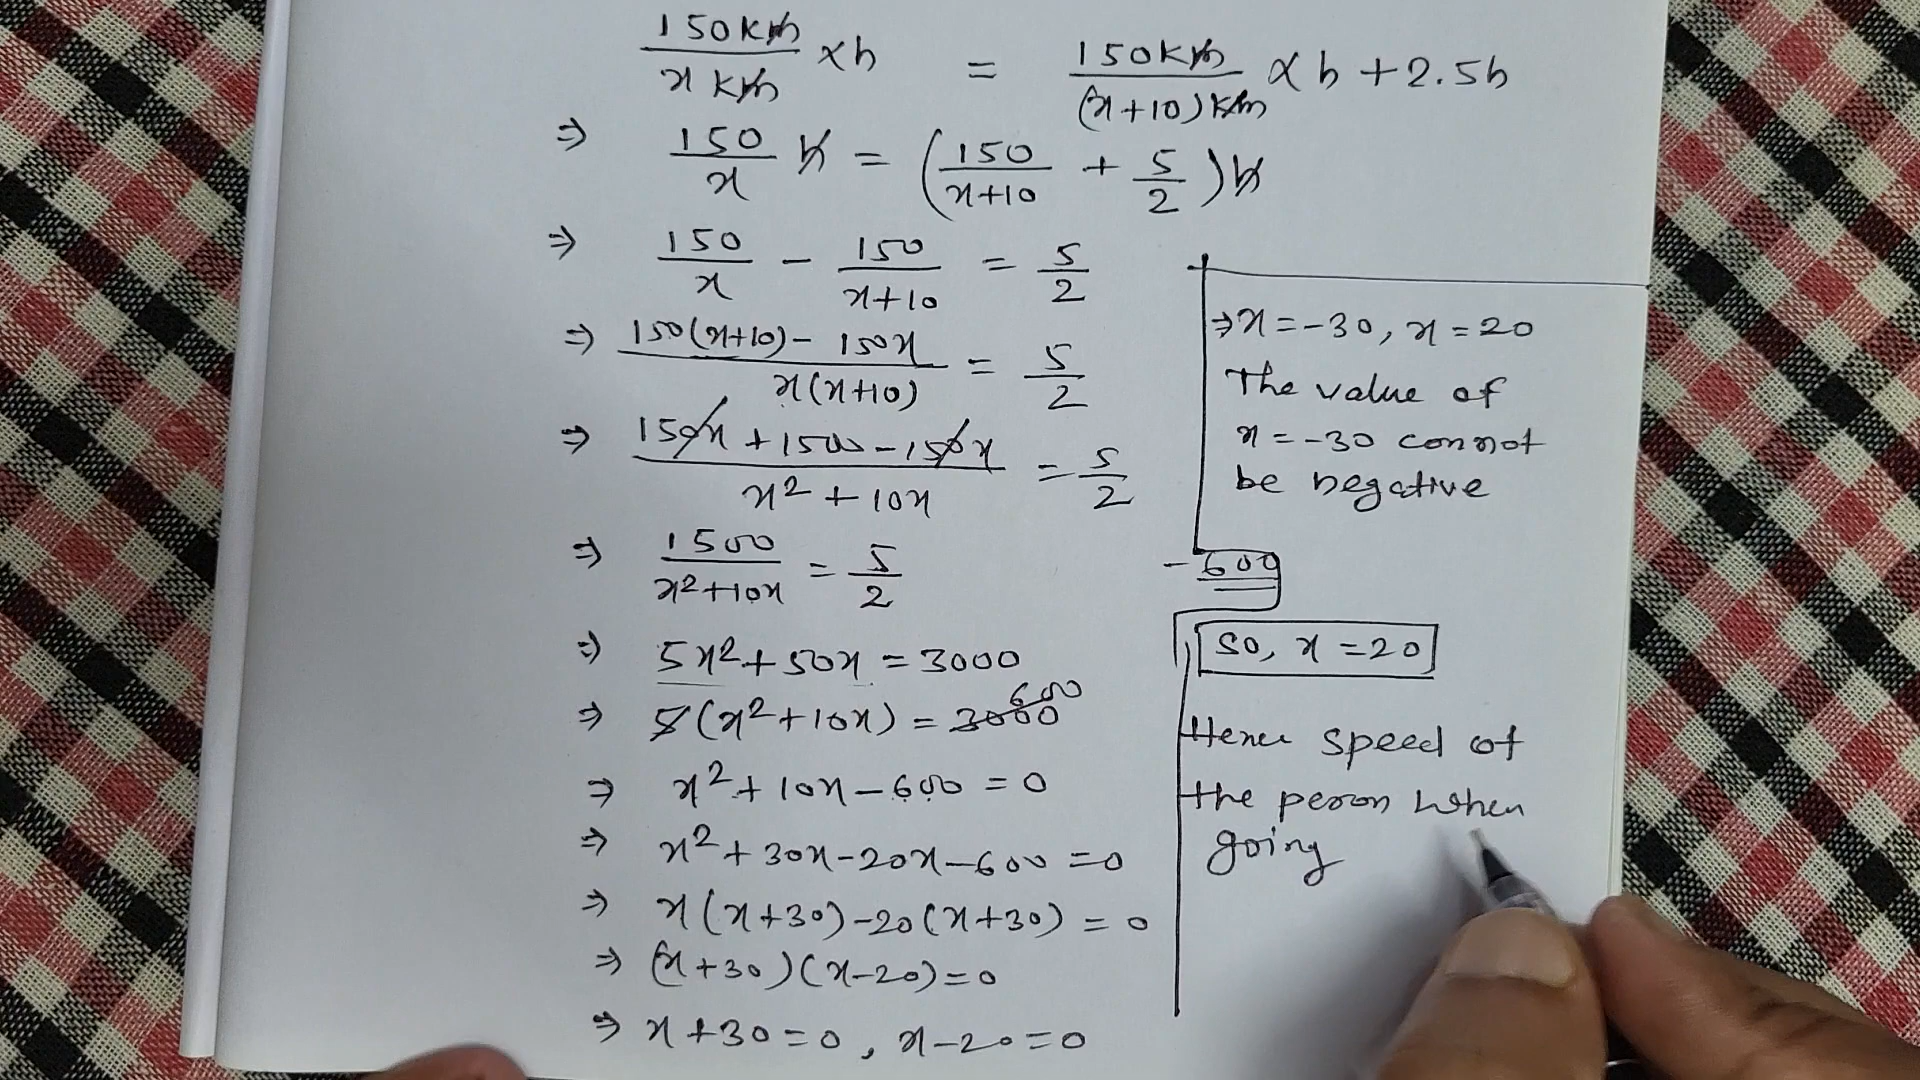 150km/x km × h = 150km/(x+10)km × h + 2.5h
⇒ 150/x h = (150/x+10 + 5/2)h
⇒ 150/x - 150/x+10 = 5/2
⇒ 150(x+10) - 150x/x(x+10) = 5/2
⇒ 150x + 1500 - 150x/x² + 10x = 5/2
⇒ 1500/x²+10x = 5/2
⇒ 5x² + 50x = 3000
⇒ 5(x² + 10x) = 3000 600
⇒ x² + 10x - 600 = 0
⇒ x² + 30x - 20x - 600 = 0
⇒ x(x+30) - 20(x+30) = 0
⇒ (x+30)(x-20) = 0
⇒ x+30 = 0, x-20 = 0
⇒ x = -30, x = 20
The value of
x = -30 connot
be negative
-600
so, x = 20
Hence speed of
the peron when
going